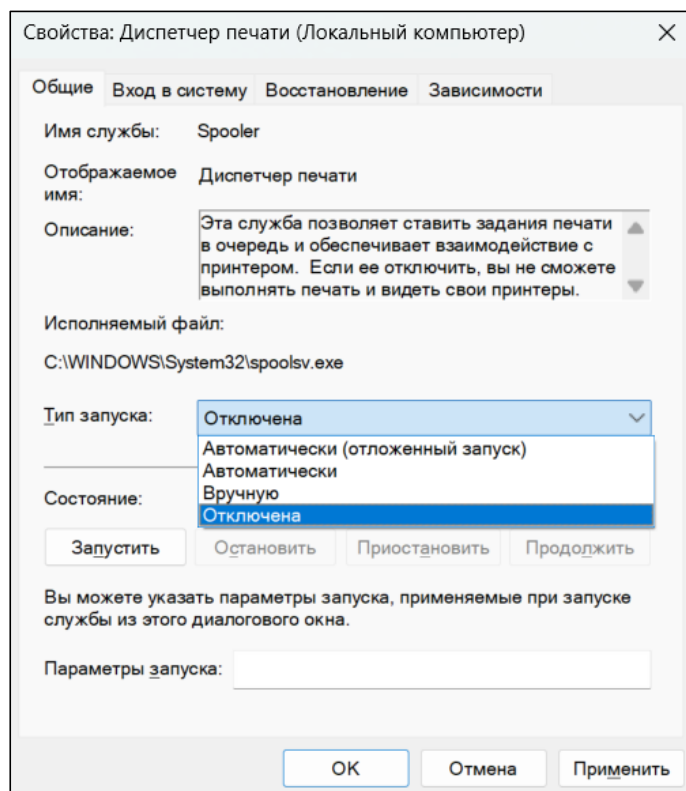 Свойства: Диспетчер печати (Локальный компьютер)
Общие Вход в систему Восстановление Зависимости
Имя службы: Spooler
Отображаемое имя: Диспетчер печати
Описание: Эта служба позволяет ставить задания печати
в очередь и обеспечивает взаимодействие с
принтером. Если ее отключить, вы не сможете
выполнять печать и видеть свои принтеры.
Исполняемый файл:
C:\WINDOWS\System32\spoolsv.exe
Тип запуска: Отключена
Автоматически (отложенный запуск)
Автоматически
Вручную
Отключена
Состояние:
Запустить Остановить Приостановить Продолжить
Вы можете указать параметры запуска, применяемые при запуске
службы из этого диалогового окна.
Параметры запуска:
OK Отмена Применить